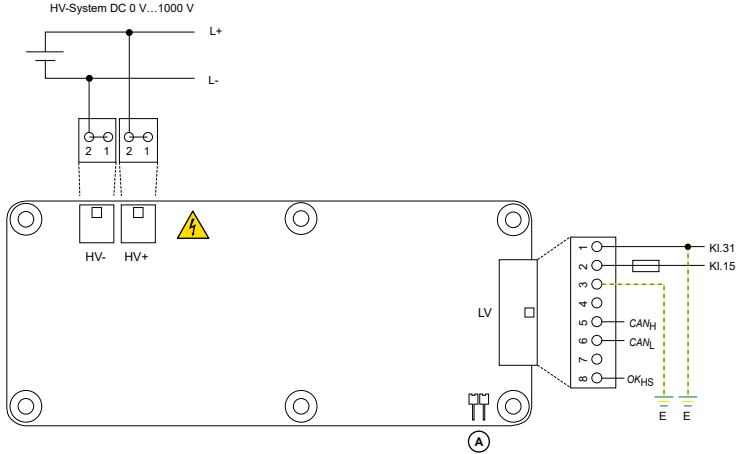 HV-System DC 0 V…1000 V
L+
L-
2 1 2 1
HV- HV+
LV
1 Kl.31
2 Kl.15
3
4
5 CANH
6 CANL
7
8 OKHS
E E
A